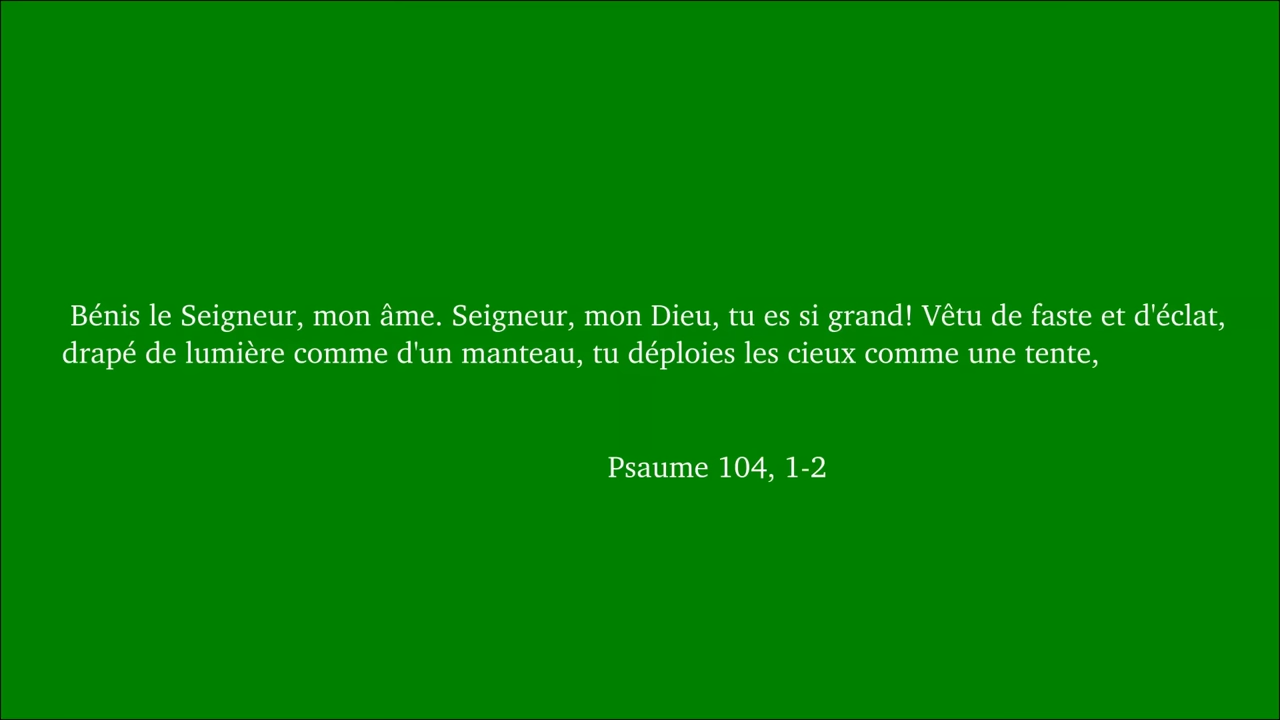 Bénis le Seigneur, mon âme. Seigneur, mon Dieu, tu es si grand! Vêtu de faste et d'éclat,
drapé de lumière comme d'un manteau, tu déploies les cieux comme une tente,
Psaume 104, 1-2